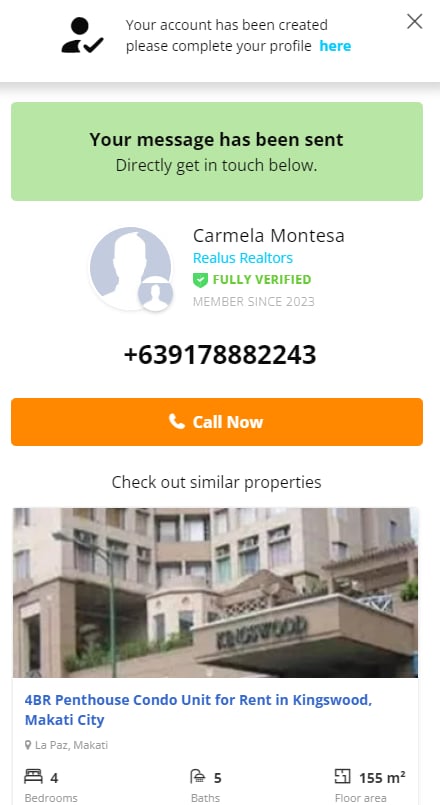 Your account has been created
please complete your profile here
Your message has been sent
Directly get in touch below.
Carmela Montesa
Realus Realtors
FULLY VERIFIED
MEMBER SINCE 2023
+639178882243
Call Now
Check out similar properties
KINGSWOOD
4BR Penthouse Condo Unit for Rent in Kingswood,
Makati City
La Paz, Makati
4 5 155 m²
Bedrooms Baths Floor area